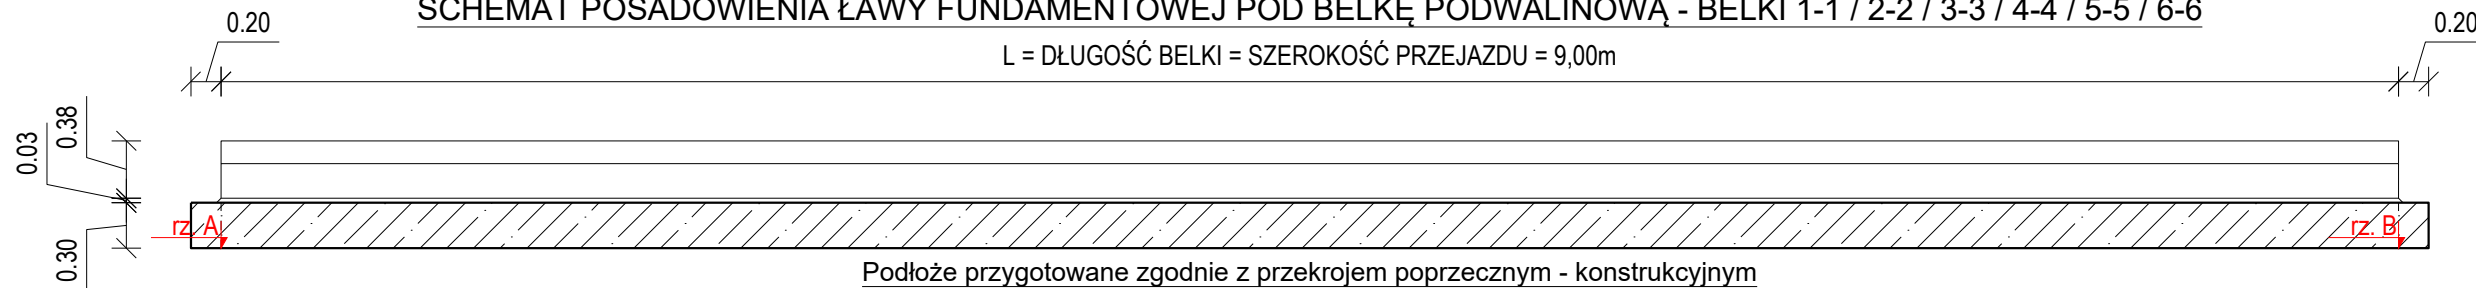 SCHEMAT POSADOWIENIA ŁAWY FUNDAMENTOWEJ POD BELKĘ PODWALINOWĄ - BELKI 1-1 / 2-2 / 3-3 / 4-4 / 5-5 / 6-6
0.20
0.20
L = DŁUGOŚĆ BELKI = SZEROKOŚĆ PRZEJAZDU = 9,00m
0.38
0.03
0.30
rz. A
rz. B
Podłoże przygotowane zgodnie z przekrojem poprzecznym - konstrukcyjnym